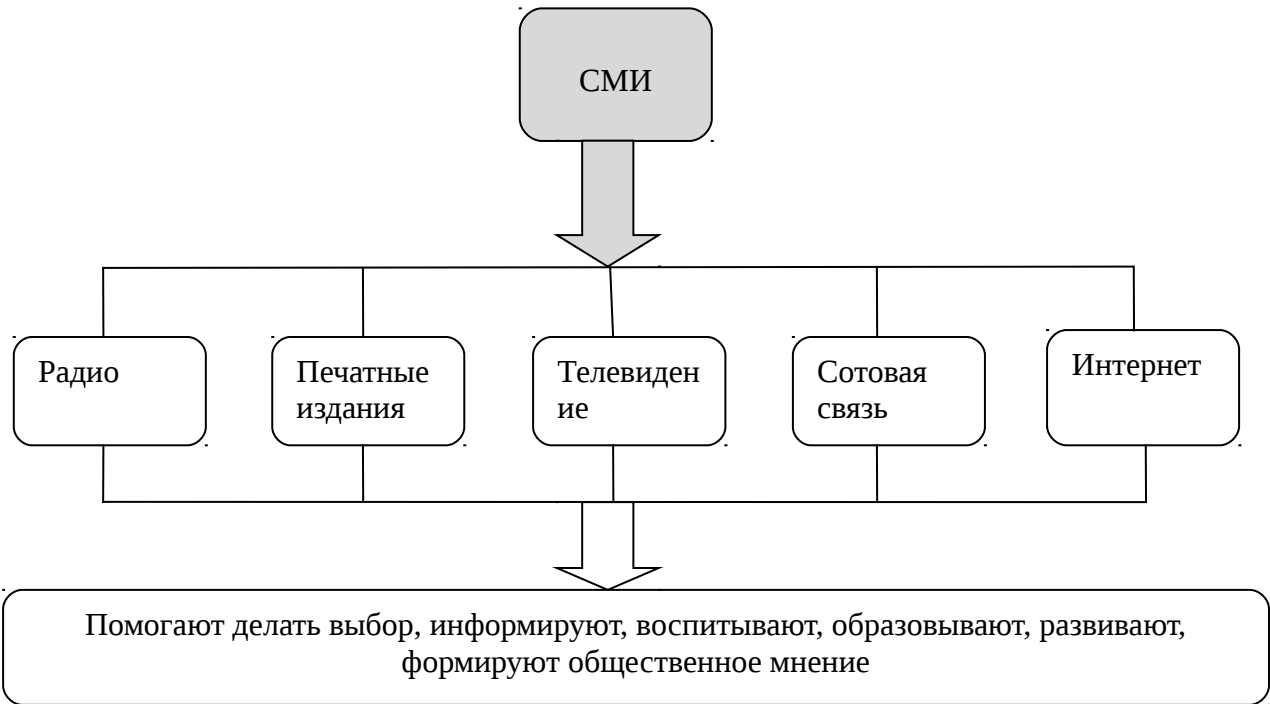 СМИ
Радио
Печатные
издания
Телевиден
ие
Сотовая
связь
Интернет
Помогают делать выбор, информируют, воспитывают, образовывают, развивают,
формируют общественное мнение